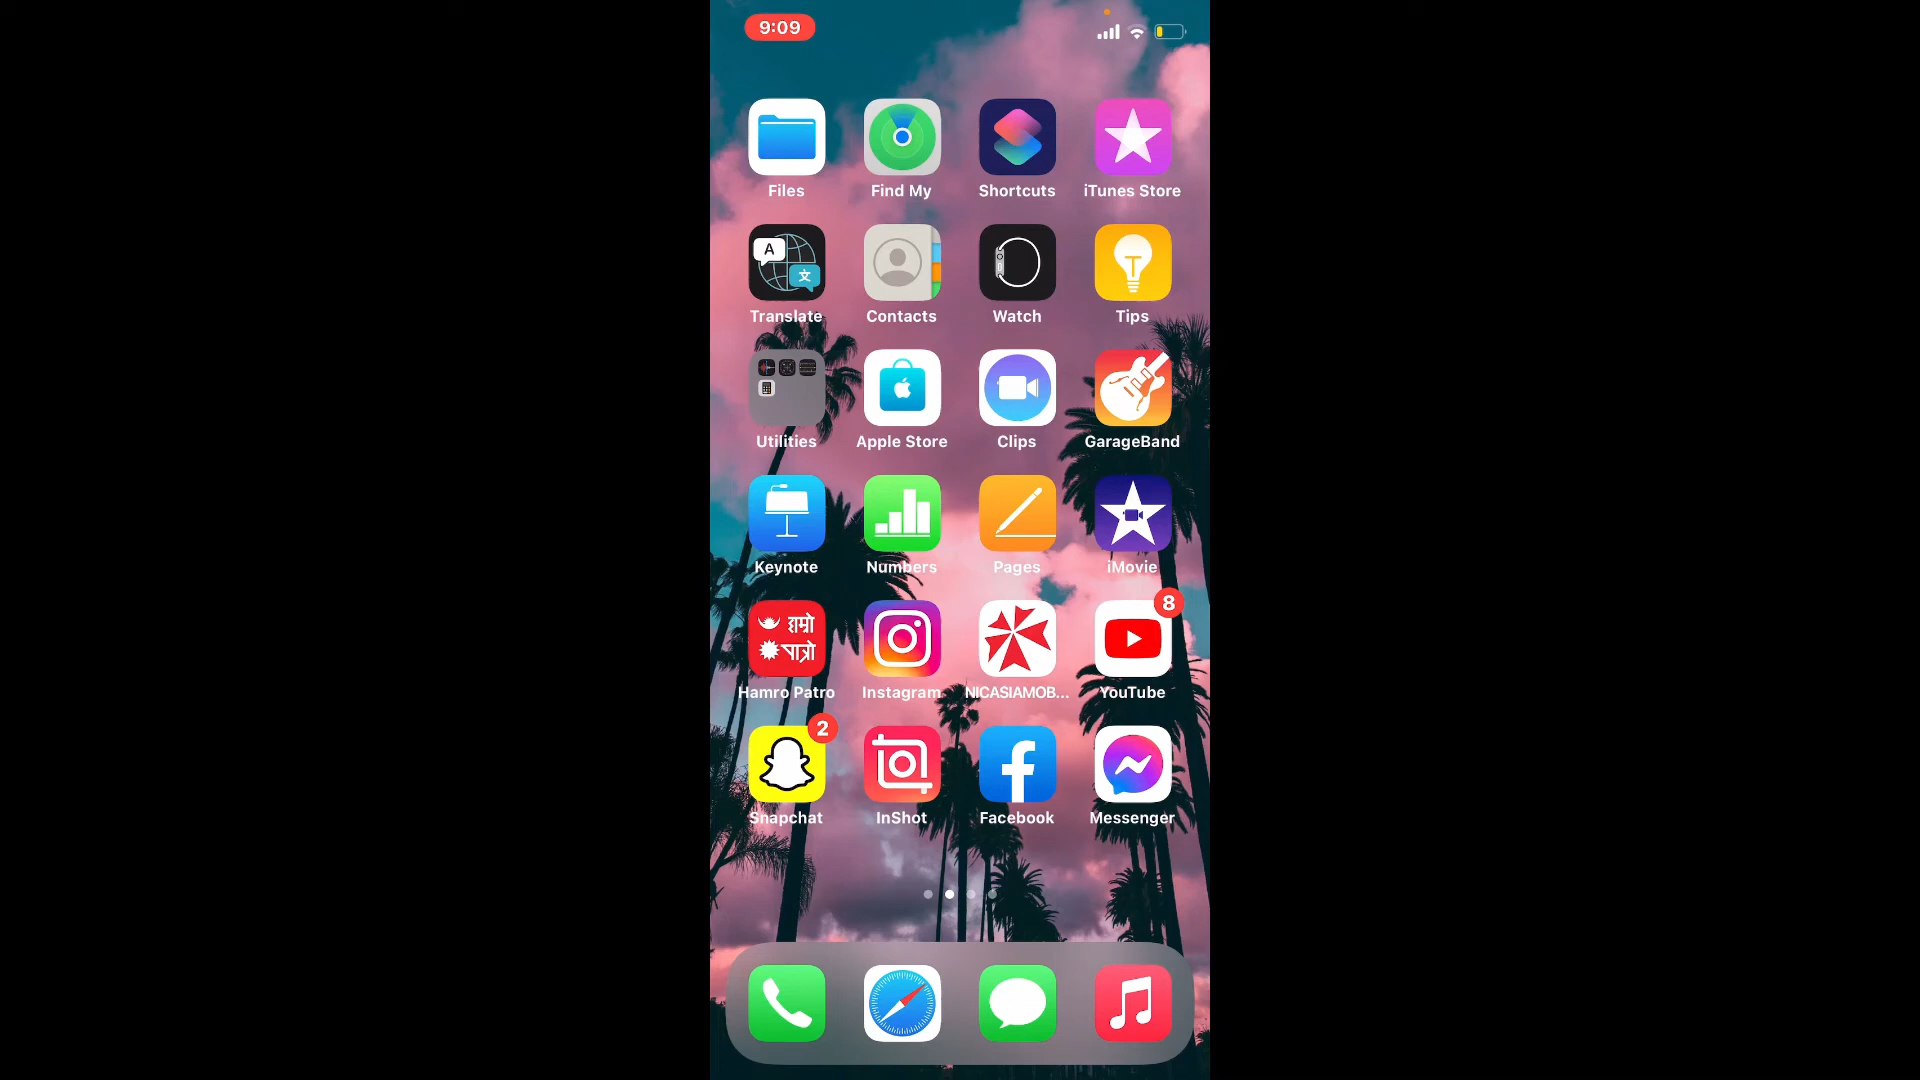 9:09
Files
Find My
Shortcuts
iTunes Store
A
文
Translate
Contacts
Watch
T
Tips
Utilities
Apple Store
Clips
GarageBand
Keynote
Numbers
Pages
iMovie
8
हाम्रो
पात्रो
Hamro Patro
Instagram
NICASIAMOB...
YouTube
2
Snapchat
InShot
Facebook
Messenger